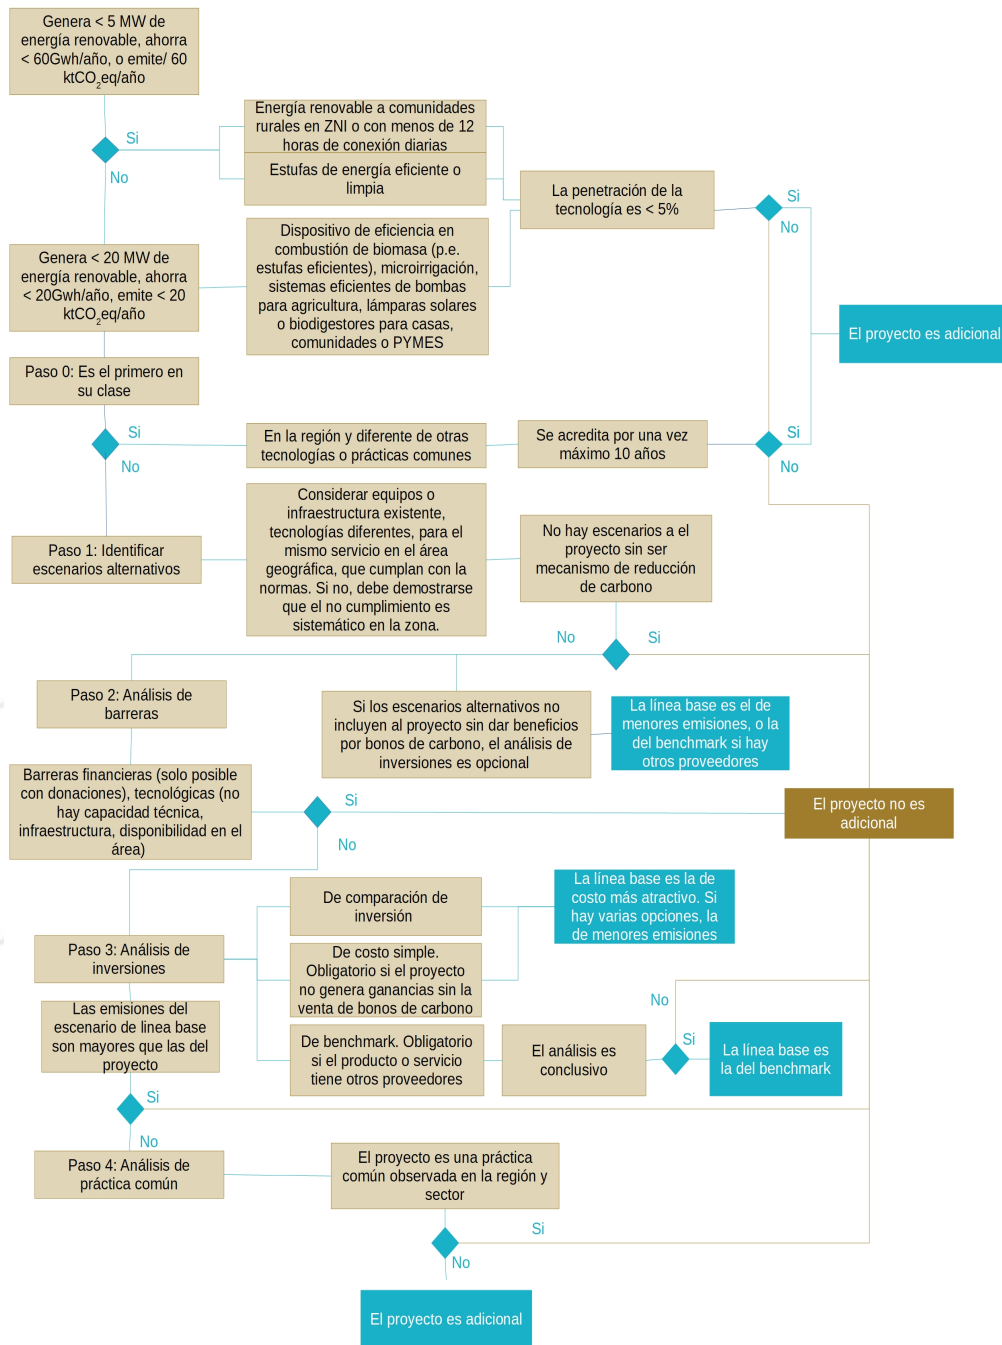 Genera < 5 MW de
energía renovable, ahorra
< 60Gwh/año, o emite/ 60
ktCO2eq/año
Si
No
Energía renovable a comunidades
rurales en ZNI o con menos de 12
horas de conexión diarias
Estufas de energía eficiente o
limpia
La penetración de la
tecnología es < 5%
Si
No
Genera < 20 MW de
energía renovable, ahorra
< 20Gwh/año, emite < 20
ktCO2eq/año
Dispositivo de eficiencia en
combustión de biomasa (p.e.
estufas eficientes), microirrigación,
sistemas eficientes de bombas
para agricultura, lámparas solares
o biodigestores para casas,
comunidades o PYMES
El proyecto es adicional
Paso 0: Es el primero en
su clase
Si
No
En la región y diferente de otras
tecnologías o prácticas comunes
Se acredita por una vez
máximo 10 años
Si
No
Paso 1: Identificar
escenarios alternativos
Considerar equipos o
infraestructura existente,
tecnologías diferentes, para el
mismo servicio en el área
geográfica, que cumplan con la
normas. Si no, debe demostrarse
que el no cumplimiento es
sistemático en la zona.
No hay escenarios a el
proyecto sin ser
mecanismo de reducción
de carbono
No
Si
Paso 2: Análisis de
barreras
Si los escenarios alternativos no
incluyen al proyecto sin dar beneficios
por bonos de carbono, el análisis de
inversiones es opcional
La línea base es el de
menores emisiones, o la
del benchmark si hay
otros proveedores
Barreras financieras (solo posible
con donaciones), tecnológicas (no
hay capacidad técnica,
infraestructura, disponibilidad en el
área)
Si
No
El proyecto no es
adicional
Paso 3: Análisis de
inversiones
De comparación de
inversión
La línea base es la de
costo más atractivo. Si
hay varias opciones, la
de menores emisiones
De costo simple.
Obligatorio si el proyecto
no genera ganancias sin la
venta de bonos de carbono
De benchmark. Obligatorio
si el producto o servicio
tiene otros proveedores
El análisis es
conclusivo
No
Si
La línea base es
la del benchmark
Las emisiones del
escenario de linea base
son mayores que las del
proyecto
Si
No
Paso 4: Análisis de
práctica común
El proyecto es una práctica
común observada en la región y
sector
Si
No
El proyecto es adicional